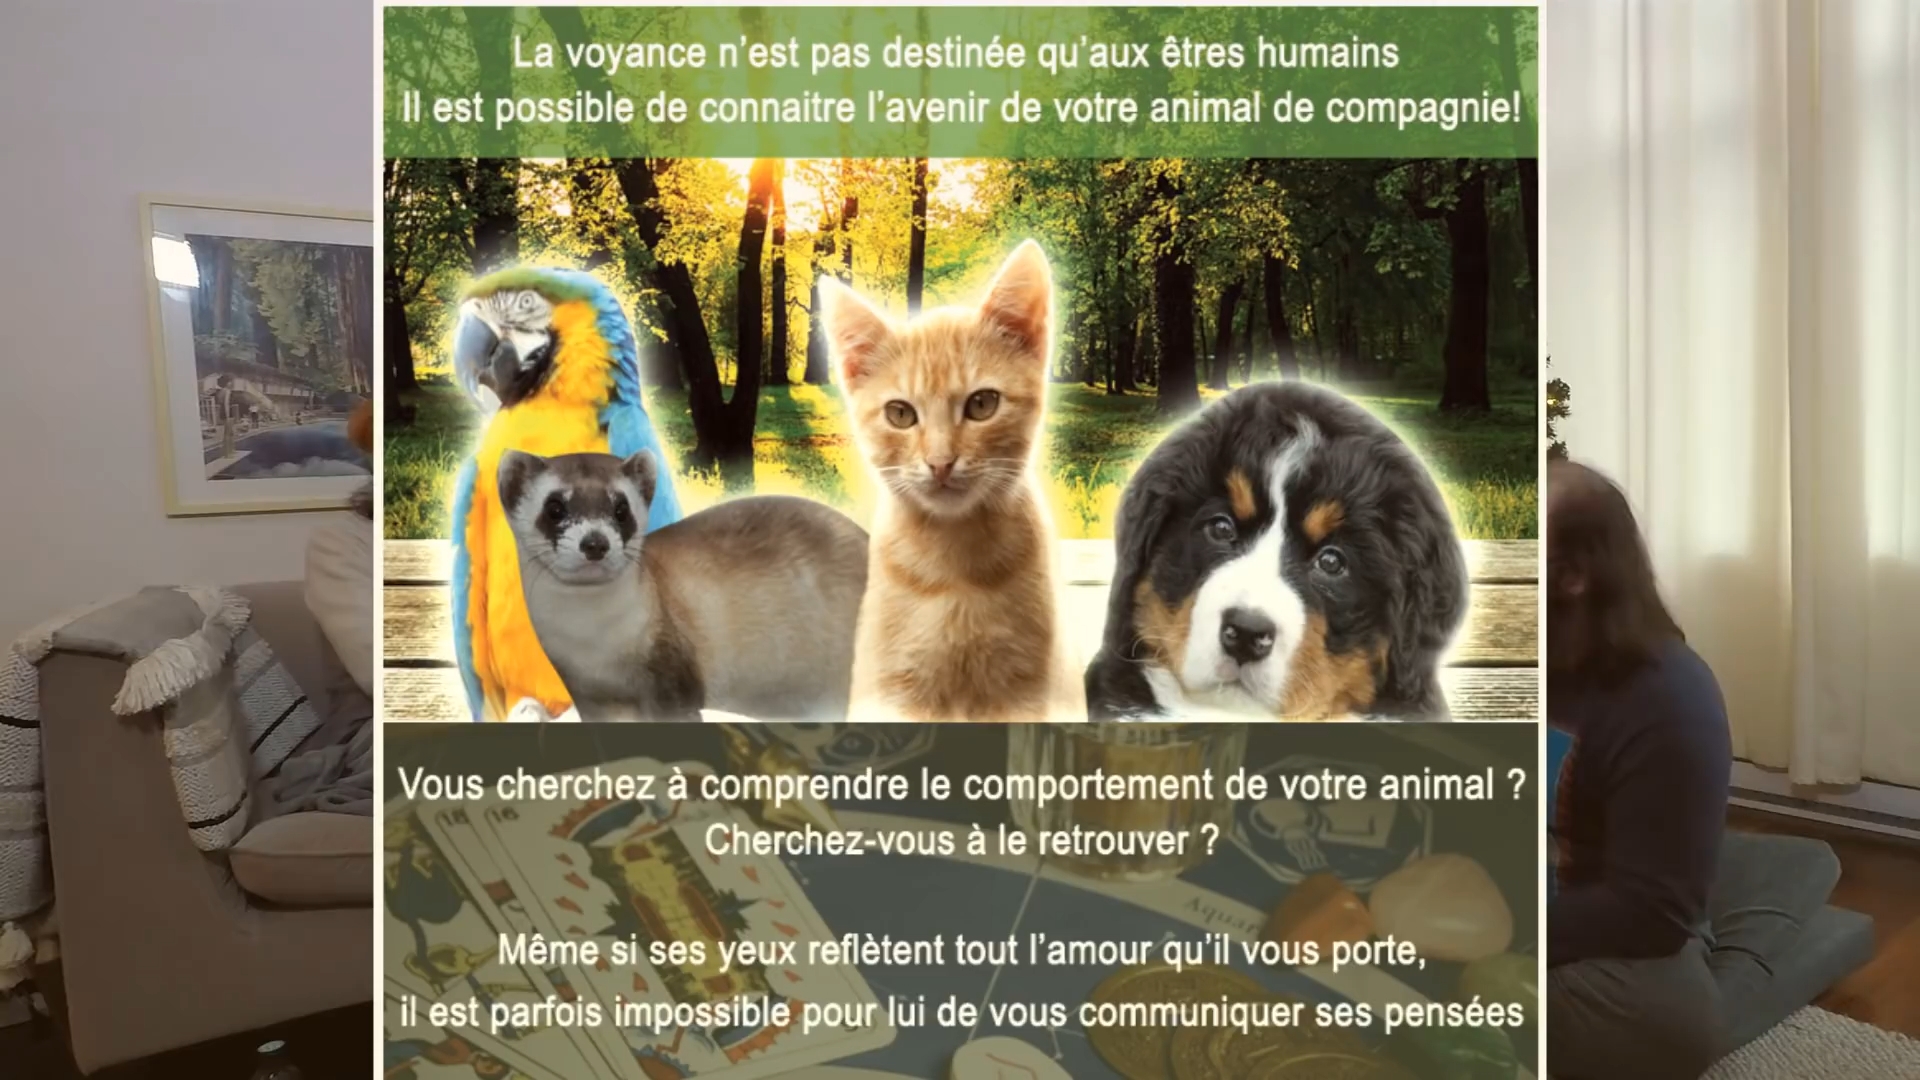 La voyance n'est pas destinée qu'aux êtres humains
Il est possible de connaitre l'avenir de votre animal de compagnie!
Vous cherchez à comprendre le comportement de votre animal ?
Cherchez-vous à le retrouver ?
18 16
Même si ses yeux reflètent tout l'amour qu'il vous porte,
il est parfois impossible pour lui de vous communiquer ses pensées